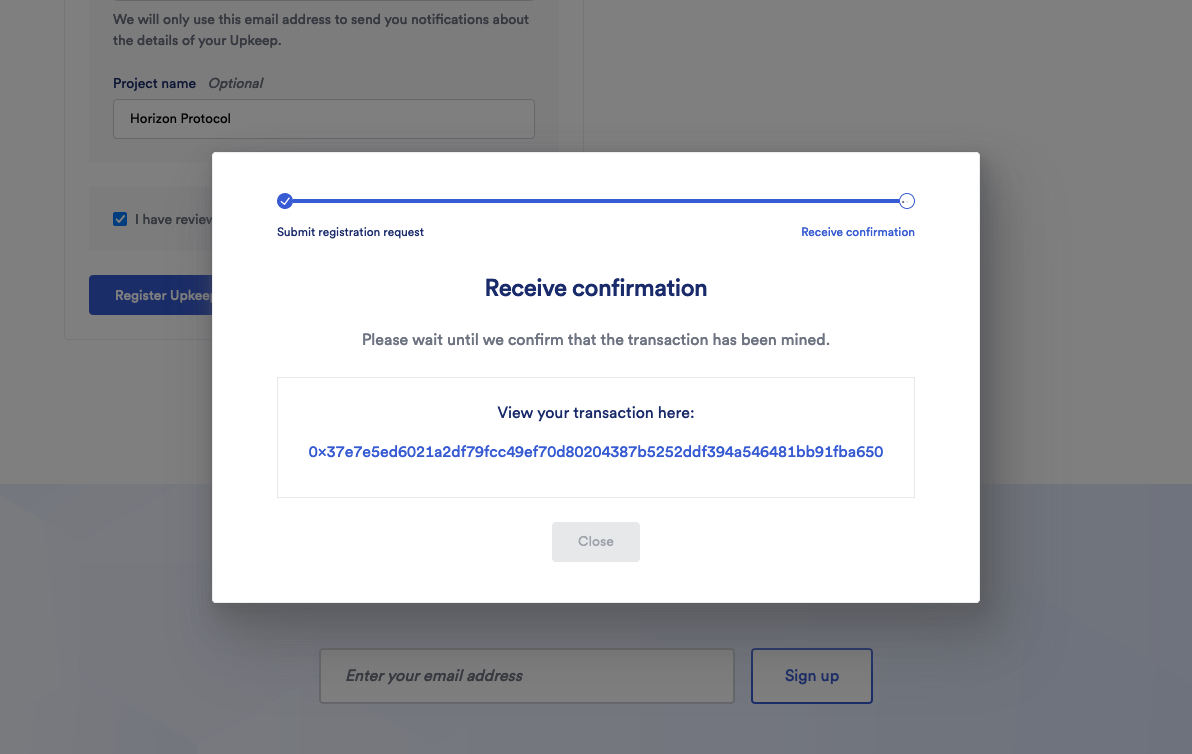 We will only use this email address to send you notifications about
the details of your Upkeep.
Project name Optional
Horizon Protocol
I have review
Register Upkeep
Submit registration request
Receive confirmation
Receive confirmation
Please wait until we confirm that the transaction has been mined.
View your transaction here:
0x37e7e5ed6021a2df79fcc49ef70d80204387b5252ddf394a546481bb91fba650
Close
Enter your email address
Sign up